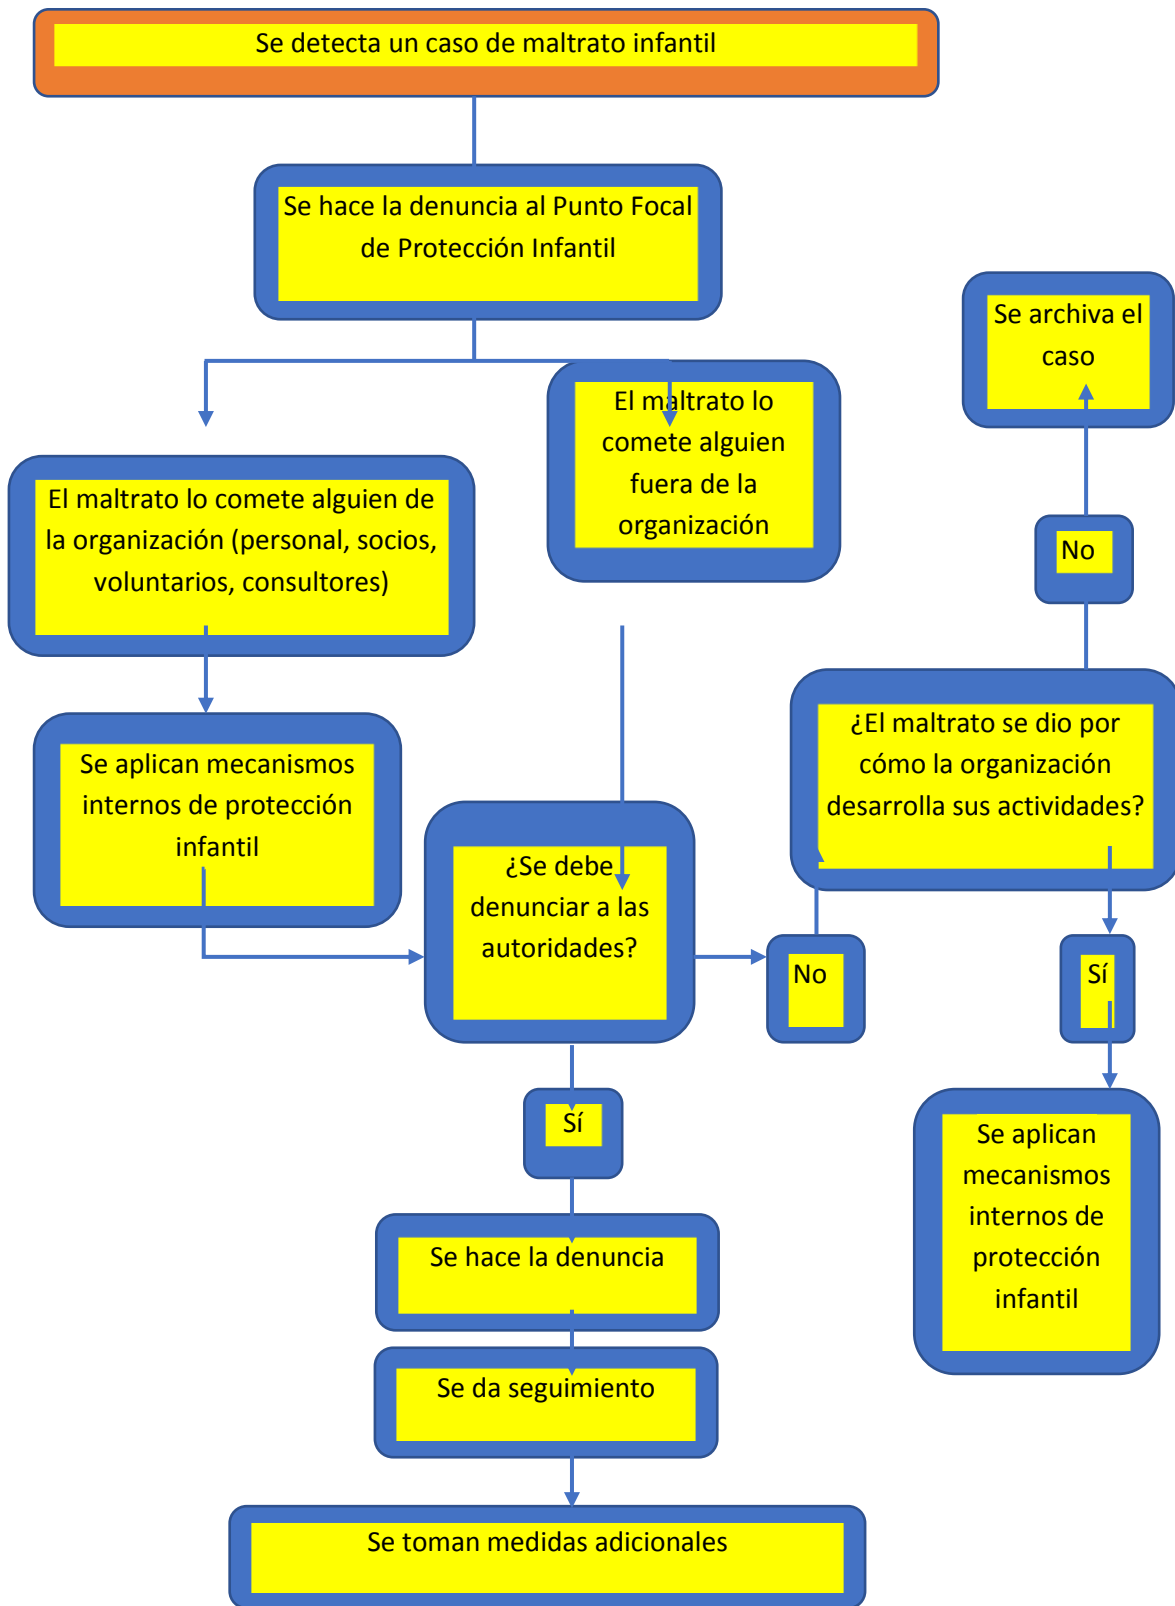 Se detecta un caso de maltrato infantil
Se hace la denuncia al Punto Focal
de Protección Infantil
Se archiva el
caso
El maltrato lo
comete alguien
fuera de la
organización
El maltrato lo comete alguien de
la organización (personal, socios,
voluntarios, consultores)
No
¿El maltrato se dio por
cómo la organización
desarrolla sus actividades?
Se aplican mecanismos
internos de protección
infantil
¿Se debe
denunciar a las
autoridades?
No
Sí
Sí
Se aplican
mecanismos
internos de
protección
infantil
Se hace la denuncia
Se da seguimiento
Se toman medidas adicionales